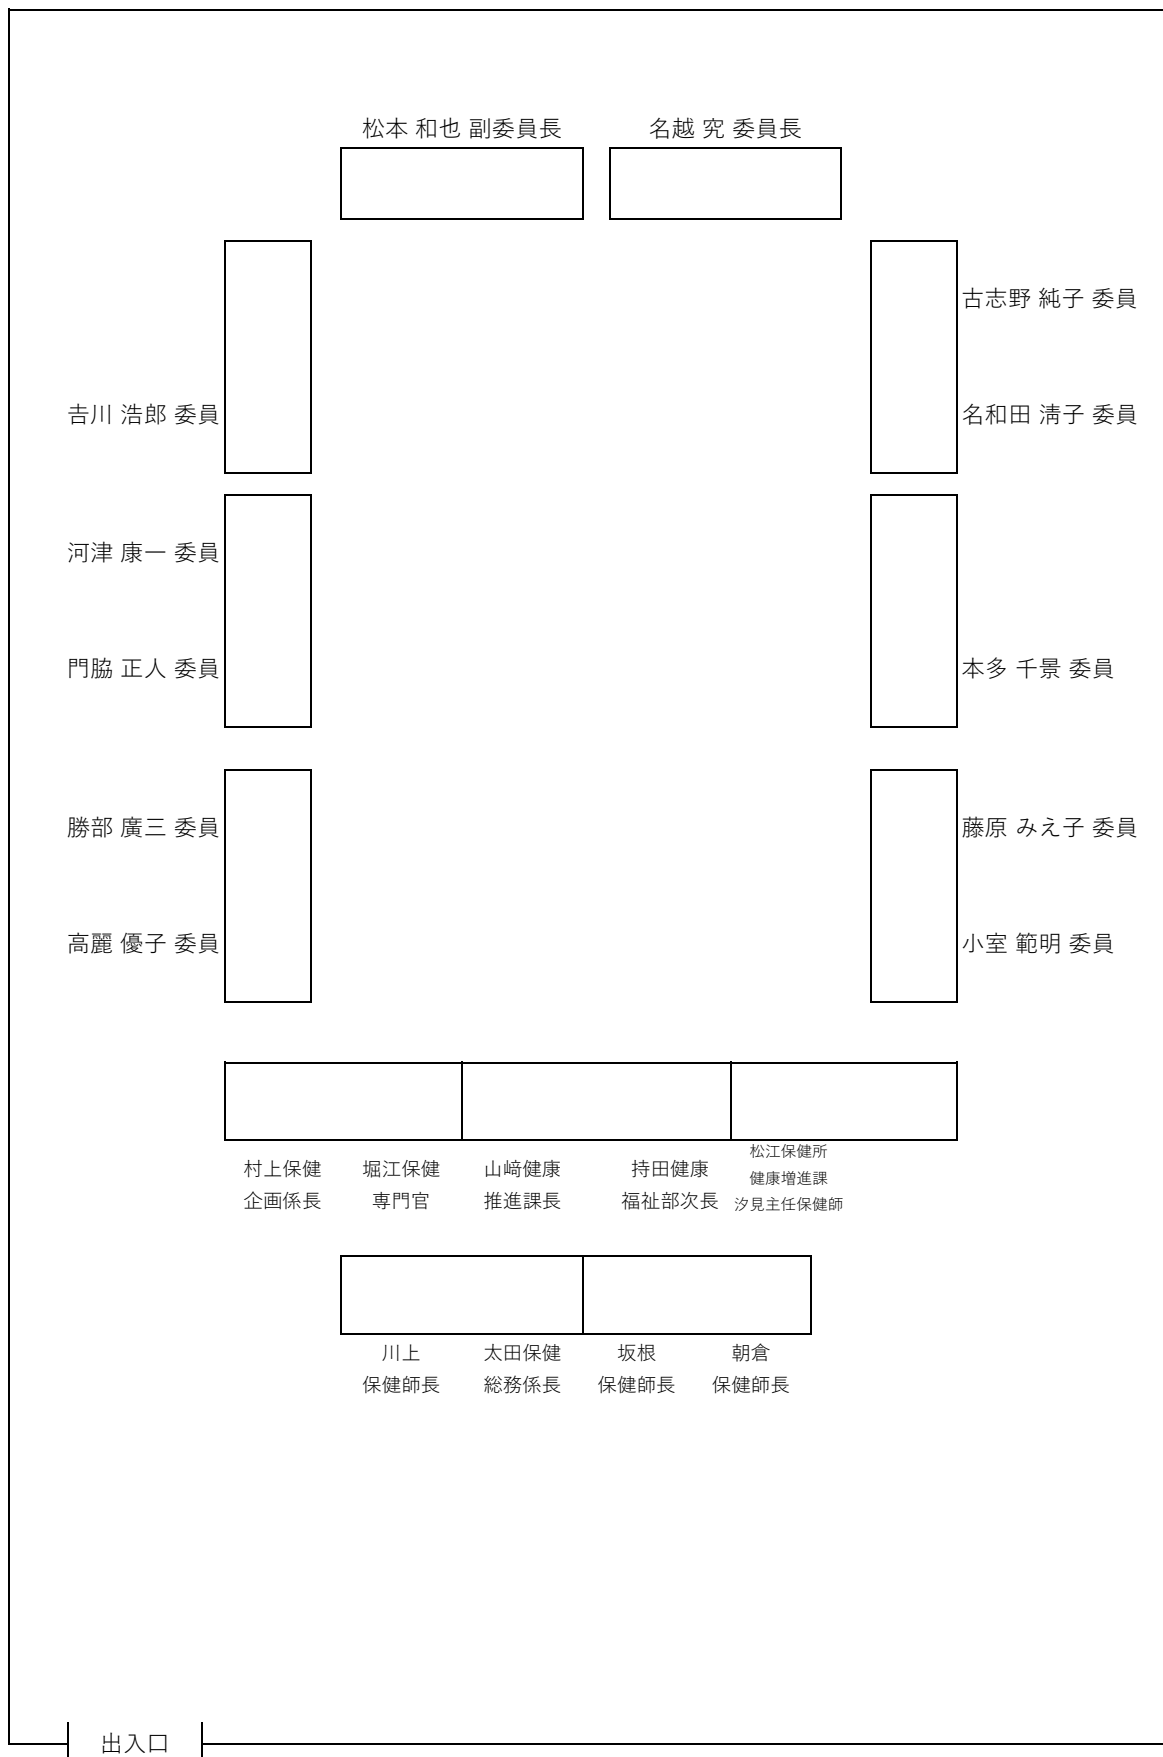 松本 和也 副委員長
名越 究 委員長
古志野 純子 委員
𠮷川 浩郎 委員
名和田 淸子 委員
河津 康一 委員
門脇 正人 委員
本多 千景 委員
勝部 廣三 委員
藤原 みえ子 委員
高麗 優子 委員
小室 範明 委員
村上保健
企画係長
堀江保健
専門官
山﨑健康
推進課長
持田健康
福祉部次長
松江保健所
健康増進課
汐見主任保健師
川上
保健師長
太田保健
総務係長
坂根
保健師長
朝倉
保健師長
出入口